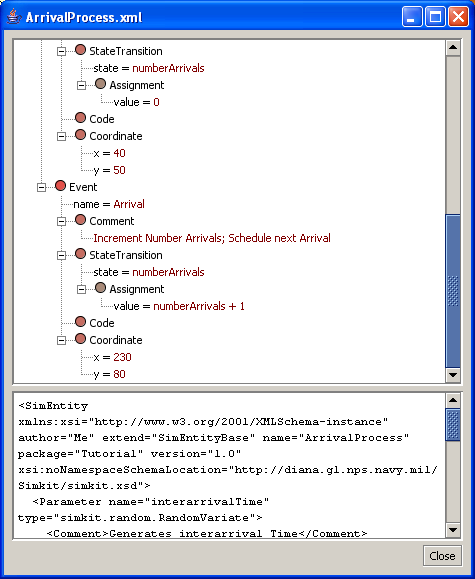 ArrivalProcess.xml
StateTransition
state = numberArrivals
Assignment
value = 0
Code
Coordinate
x = 40
y = 50
Event
name = Arrival
Comment
Increment Number Arrivals; Schedule next Arrival
StateTransition
state = numberArrivals
Assignment
value = numberArrivals + 1
Code
Coordinate
x = 230
y = 80
<SimEntity
xmlns:xsi="http://www.w3.org/2001/XMLSchema-instance"
author="Me" extend="SimEntityBase" name="ArrivalProcess"
package="Tutorial" version="1.0"
xsi:noNamespaceSchemaLocation="http://diana.gl.nps.navy.mil/
Simkit/simkit.xsd">
<Parameter name="interarrivalTime"
type="simkit.random.RandomVariate">
<Comment>Generates interarrival Time</Comment>
Close